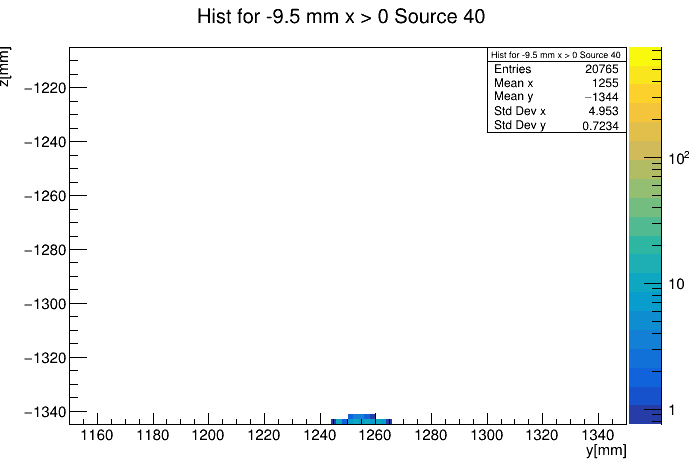 Hist for -9.5 mm x > 0 Source 40
z[mm]
Hist for -9.5 mm x > 0 Source 40
Entries 20765
Mean x 1255
Mean y −1344
Std Dev x 4.953
Std Dev y 0.7234
−1220
−1240
−1260
−1280
−1300
−1320
−1340
10²
10
1
1160 1180 1200 1220 1240 1260 1280 1300 1320 1340
y[mm]